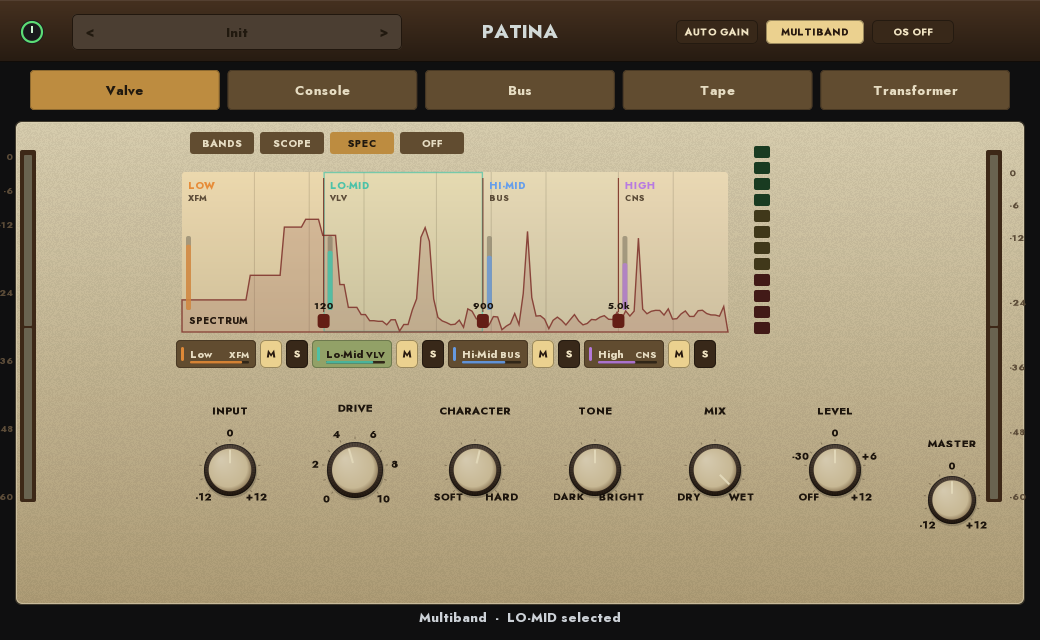 < Init > PATINA AUTO GAIN MULTIBAND OS OFF
Valve Console Bus Tape Transformer
BANDS SCOPE SPEC OFF
0 0
-6 -6
-12 -12
-24 -24
-36 -36
-48 -48
-60 -60
LOW LO-MID HI-MID HIGH
XFM VLV BUS CNS
120 900 5.0k
SPECTRUM
Low XFM M S Lo-Mid VLV M S Hi-Mid BUS M S High CNS M S
INPUT DRIVE CHARACTER TONE MIX LEVEL
0 4 6 0
2 8 -30 +6
-12 +12 0 10 SOFT HARD DARK BRIGHT DRY WET OFF +12
MASTER
0
-12 +12
Multiband - LO-MID selected